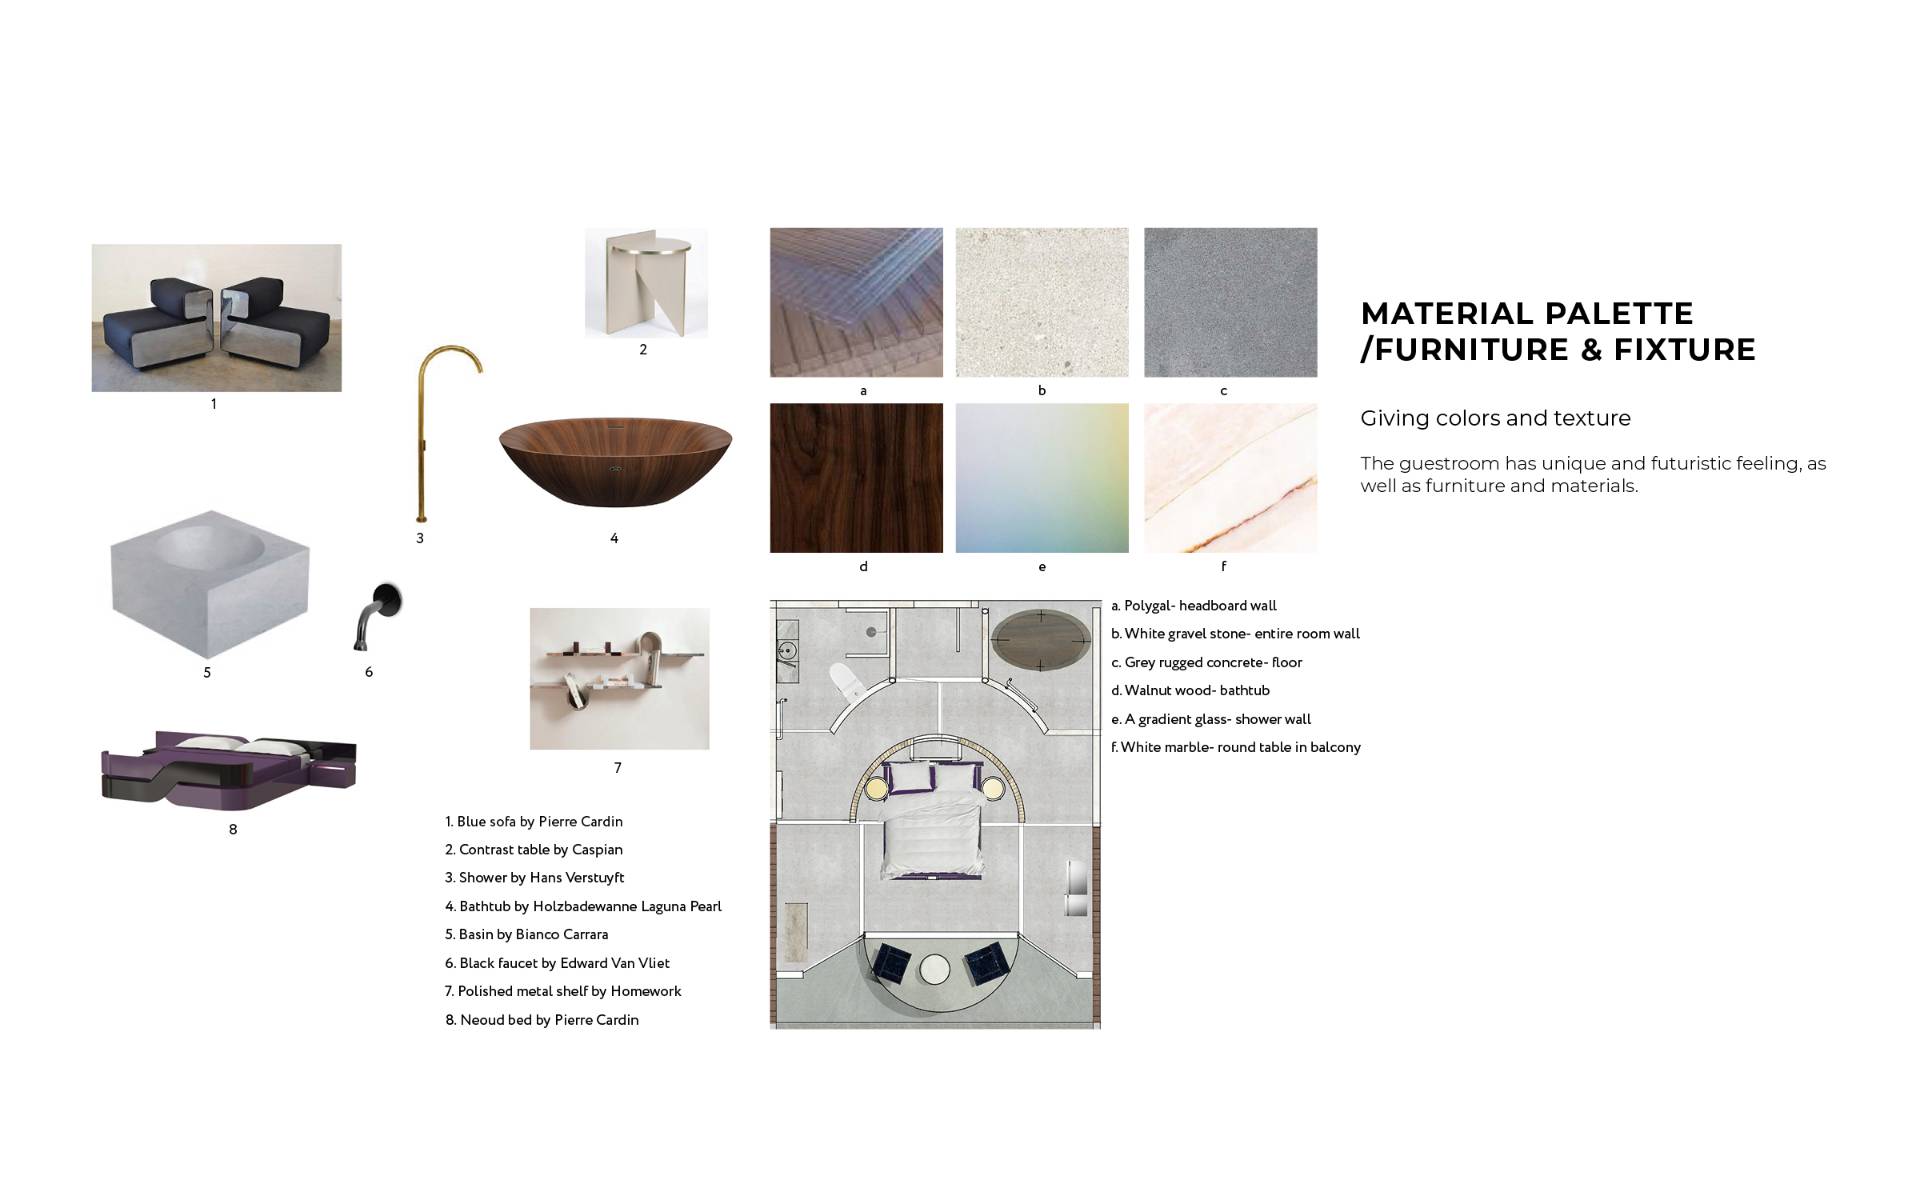 MATERIAL PALETTE
/FURNITURE & FIXTURE
Giving colors and texture
The guestroom has unique and futuristic feeling, as
well as furniture and materials.
1
2
3
4
5
6
7
8
1. Blue sofa by Pierre Cardin
2. Contrast table by Caspian
3. Shower by Hans Verstuyft
4. Bathtub by Holzbadewanne Laguna Pearl
5. Basin by Bianco Carrara
6. Black faucet by Edward Van Vliet
7. Polished metal shelf by Homework
8. Neoud bed by Pierre Cardin
a
b
c
d
e
f
a. Polygal- headboard wall
b. White gravel stone- entire room wall
c. Grey rugged concrete- floor
d. Walnut wood- bathtub
e. A gradient glass- shower wall
f. White marble- round table in balcony